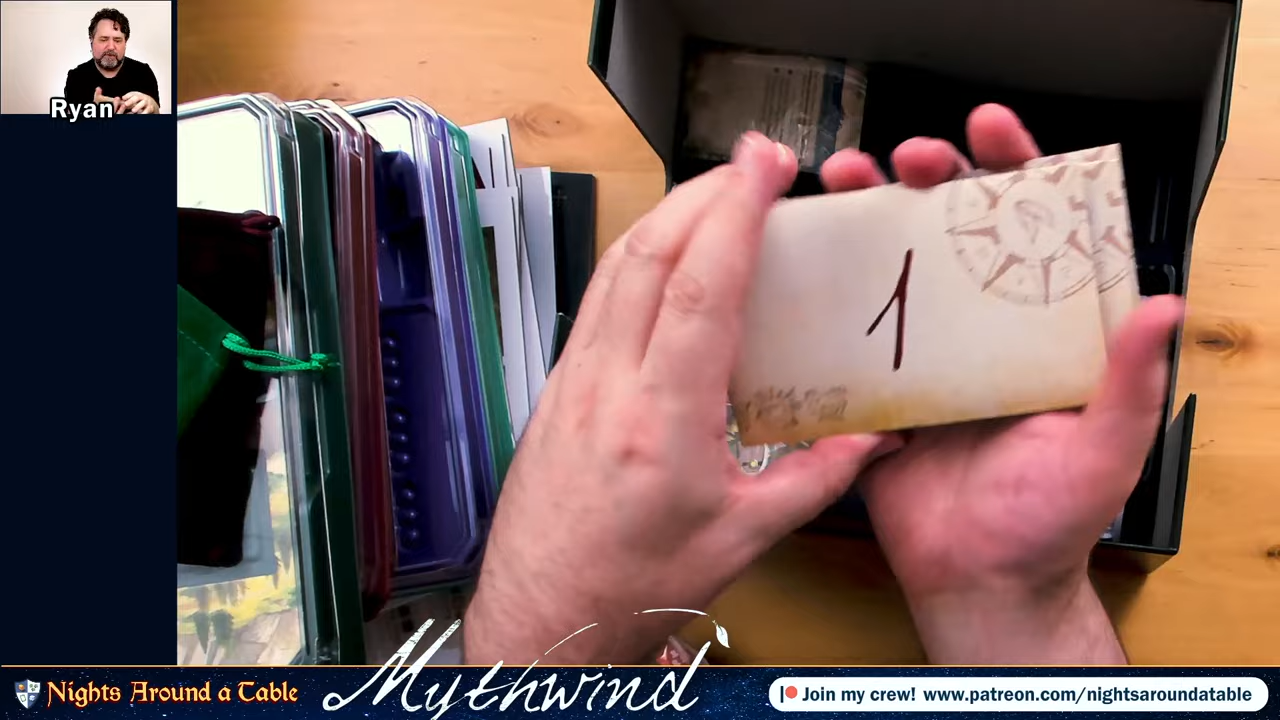 Ryan
1
Mythwind
Nights Around a Table
Join my crew! www.patreon.com/nightsaroundatable